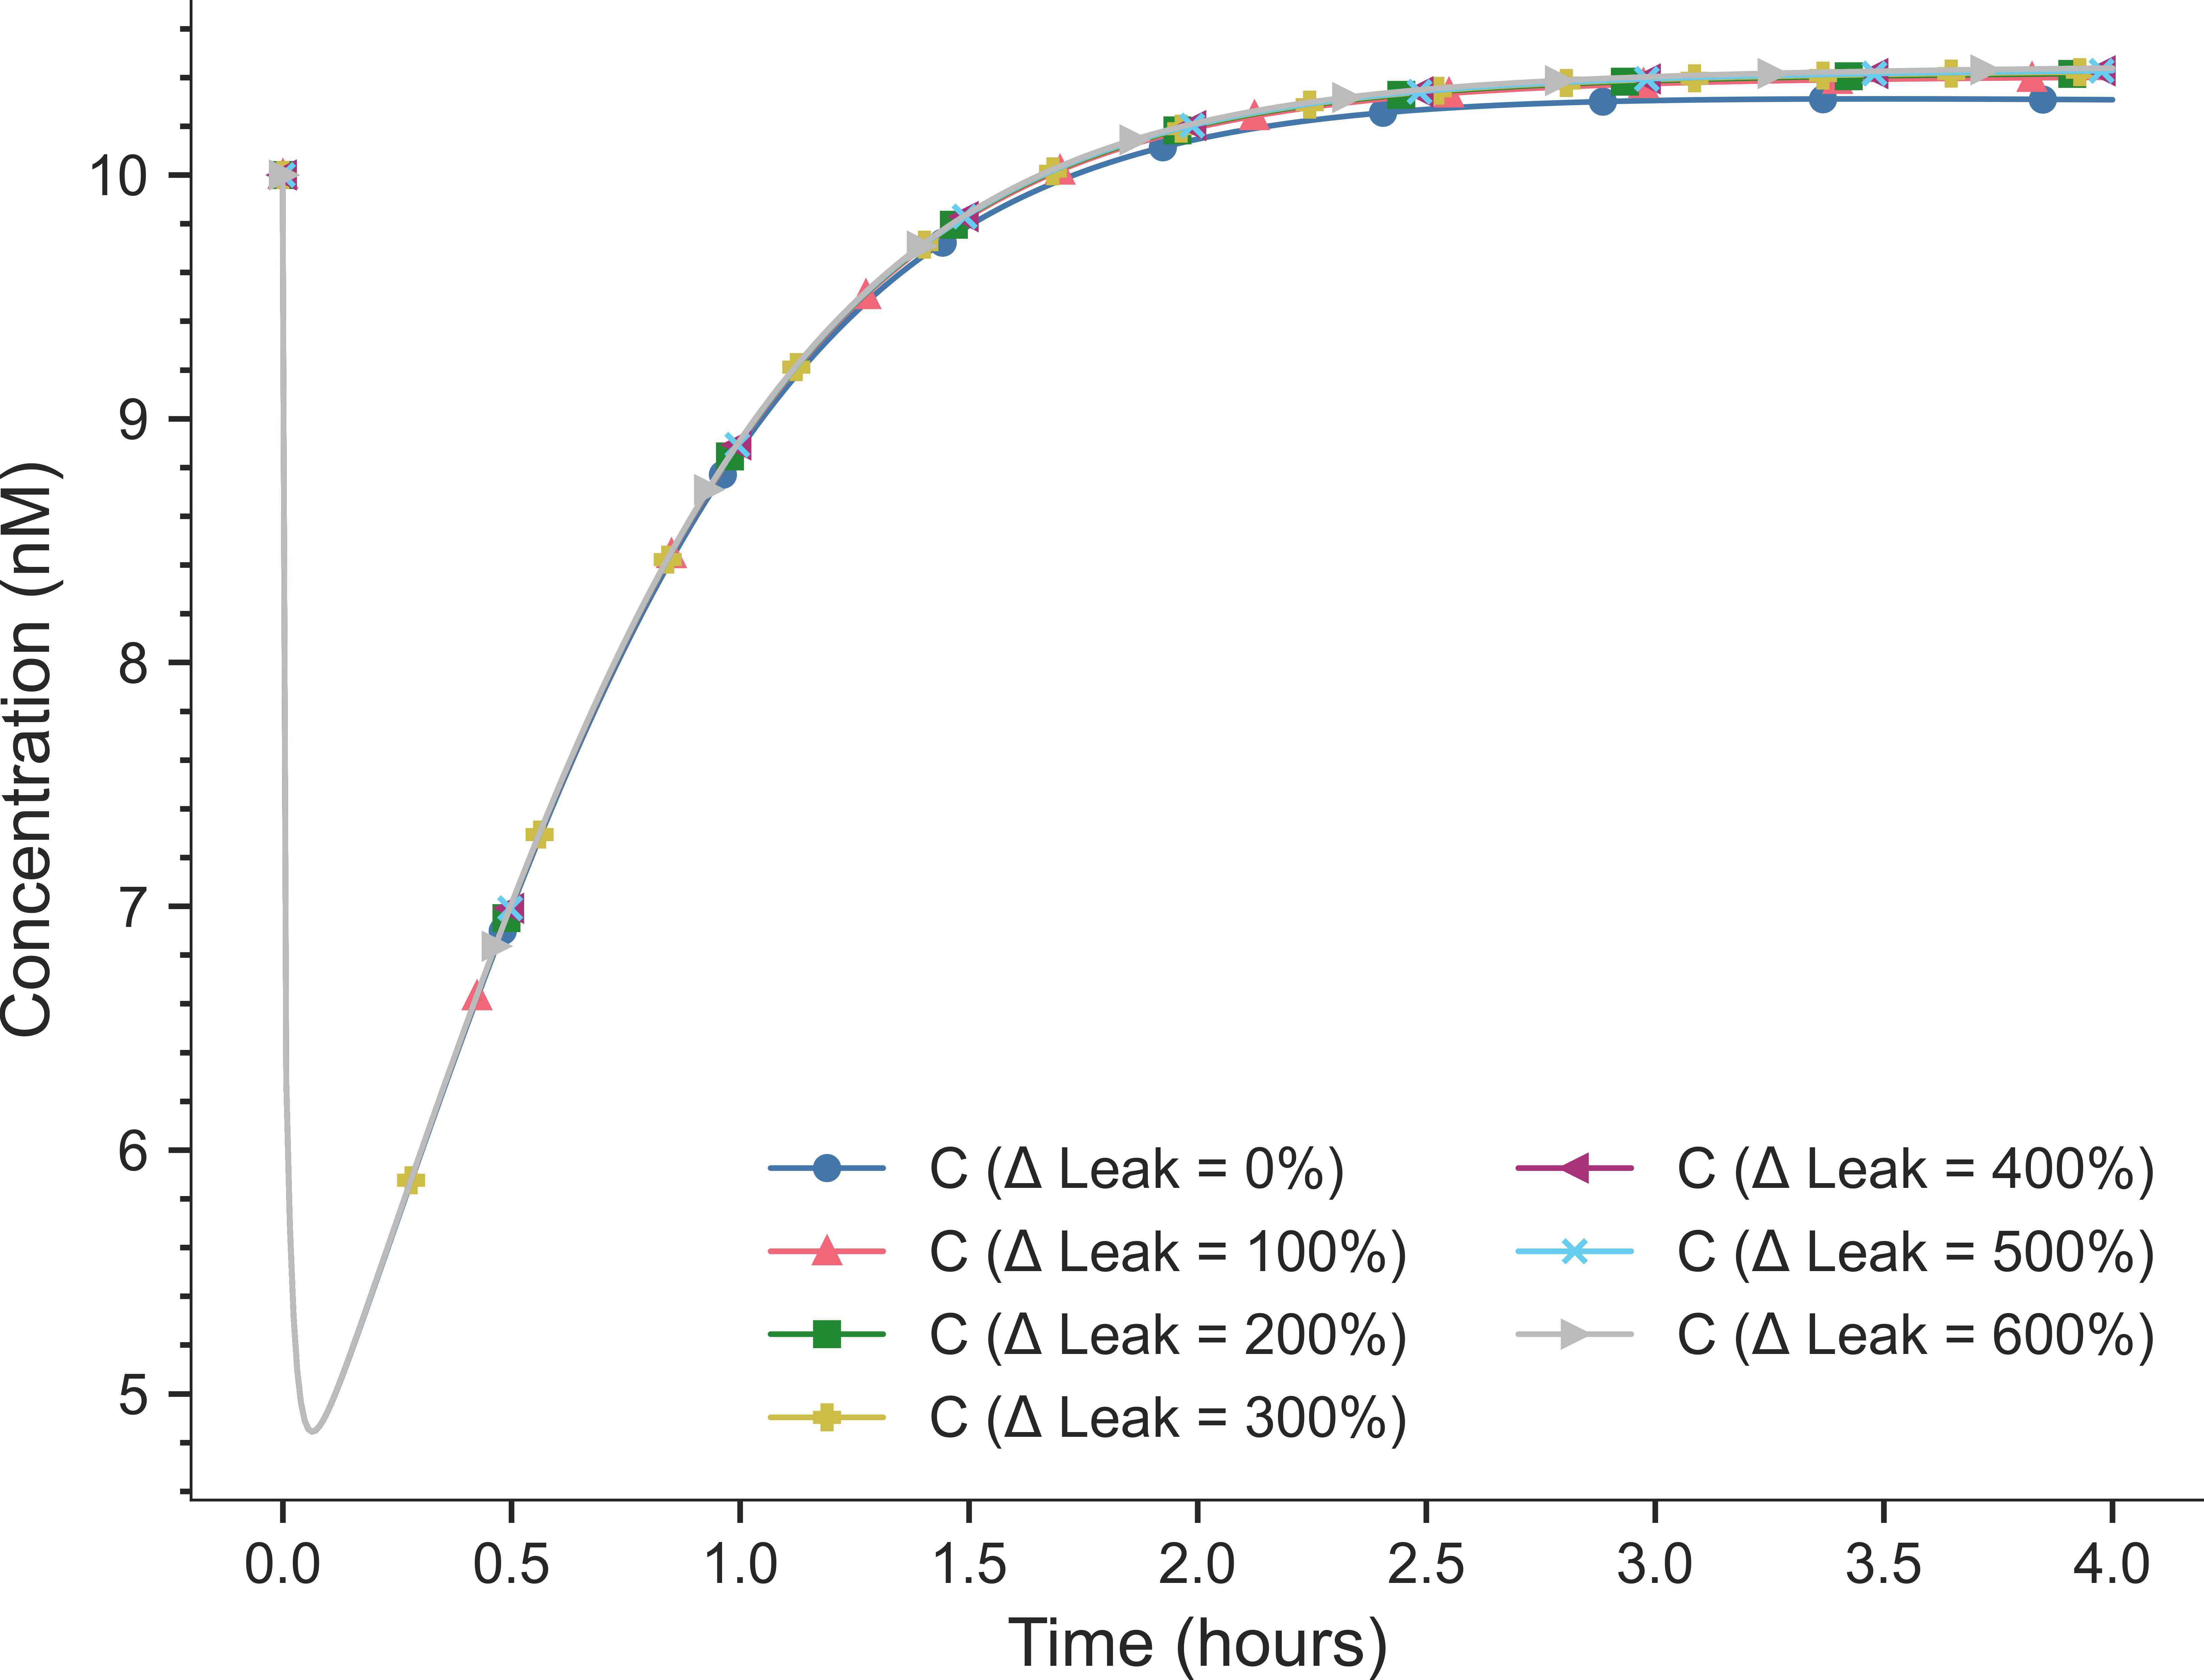 Concentration (nM)
10
9
8
7
6
5
C (Δ Leak = 0%)
C (Δ Leak = 100%)
C (Δ Leak = 200%)
C (Δ Leak = 300%)
C (Δ Leak = 400%)
C (Δ Leak = 500%)
C (Δ Leak = 600%)
0.0 0.5 1.0 1.5 2.0 2.5 3.0 3.5 4.0
Time (hours)